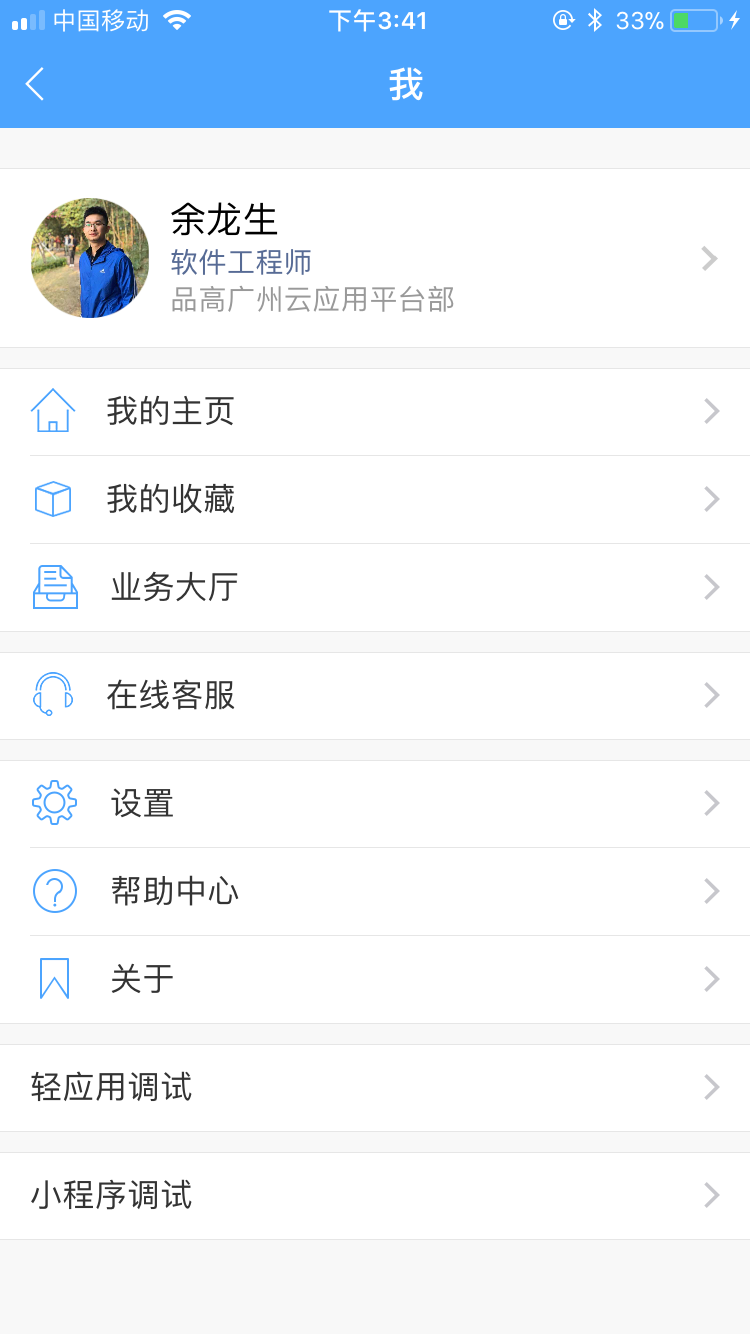 中国移动 下午3:41 33%
我
余龙生
软件工程师
品高广州云应用平台部
我的主页
我的收藏
业务大厅
在线客服
设置
帮助中心
关于
轻应用调试
小程序调试